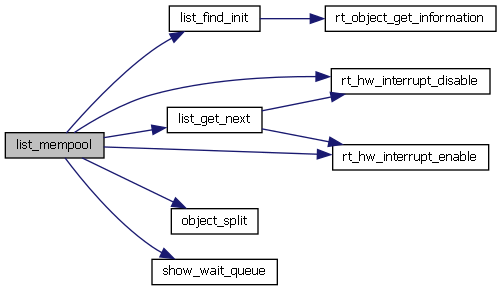 list_find_init
rt_object_get_information
rt_hw_interrupt_disable
list_get_next
list_mempool
rt_hw_interrupt_enable
object_split
show_wait_queue